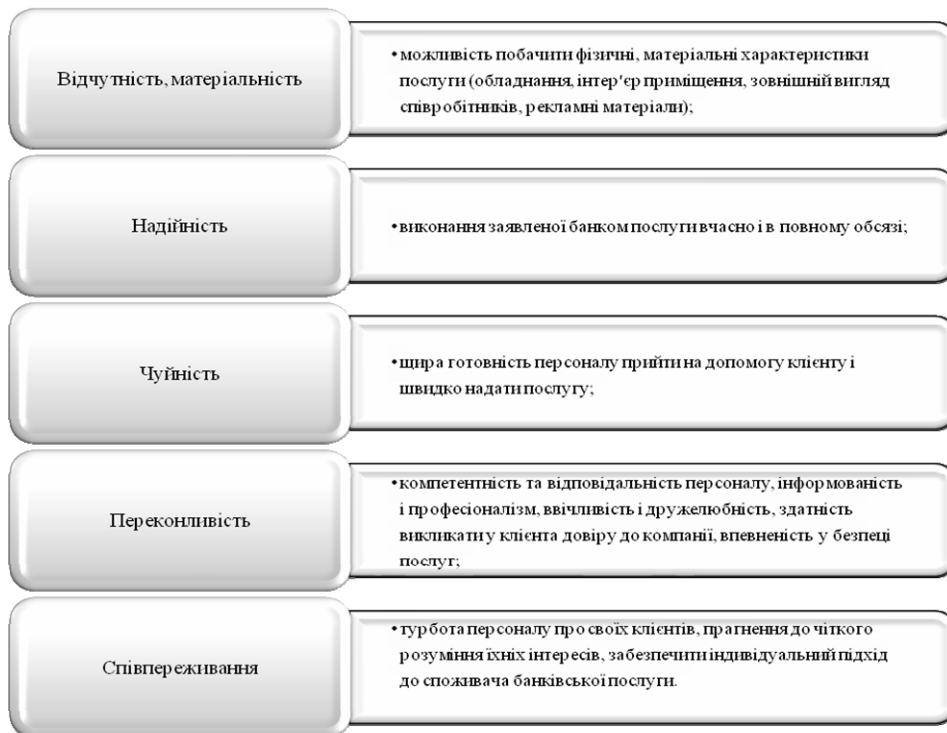 Відчутність, матеріальність
•можливість побачити фізичні, матеріальні характеристики
послуги (обладнання, інтер'єр приміщення, зовнішній вигляд
співробітників, рекламні матеріали);
Надійність
•виконання заявленої банком послуги вчасно і в повному обсязі;
Чуйність
•щира готовність персоналу прийти на допомогу клієнту і
швидко надати послугу;
Переконливість
•компетентність та відповідальність персоналу, інформованість
і професіоналізм, ввічливість і дружелюбність, здатність
викликати у клієнта довіру до компанії, впевненість у безпеці
послуг;
Співпереживання
•турбота персоналу про своїх клієнтів, прагнення до чіткого
розуміння їхніх інтересів, забезпечити індивідуальний підхід
до споживача банківської послуги.